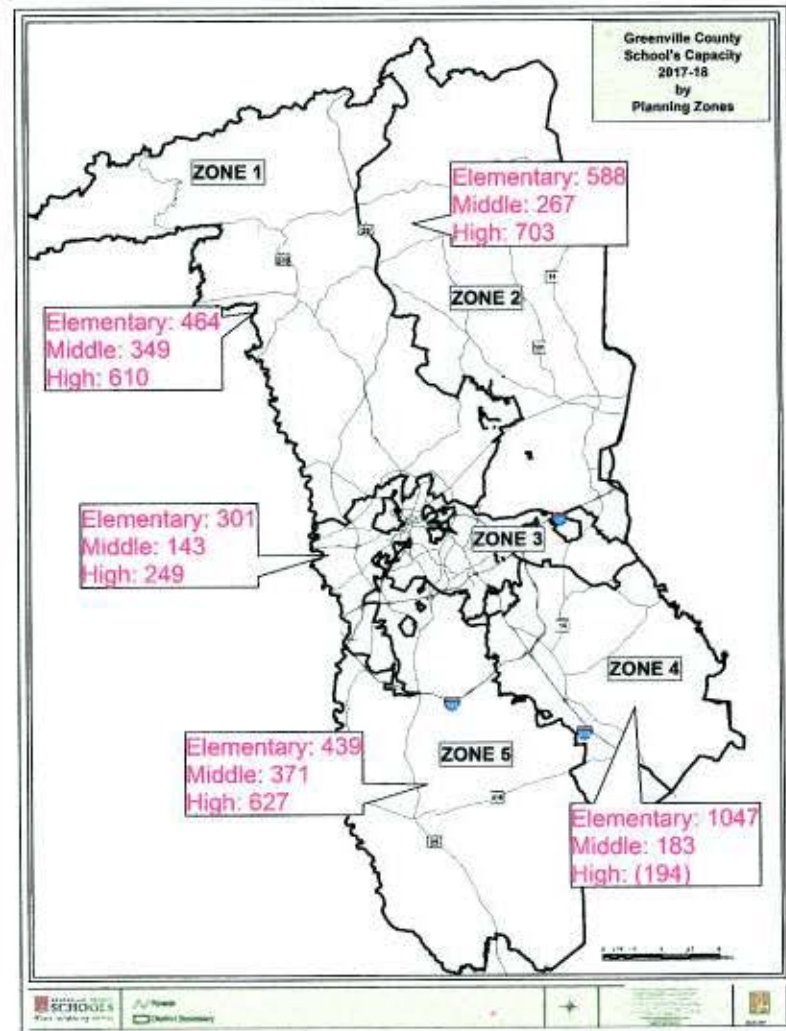 Greenville County
School's Capacity
2017-18
by
Planning Zones
ZONE 1
Elementary: 588
Middle: 267
High: 703
ZONE 2
Elementary: 464
Middle: 349
High: 610
Elementary: 301
Middle: 143
High: 249
ZONE 3
ZONE 4
Elementary: 439
Middle: 371
High: 627
ZONE 5
Elementary: 1047
Middle: 183
High: (194)
SCHOOLS
District Boundary